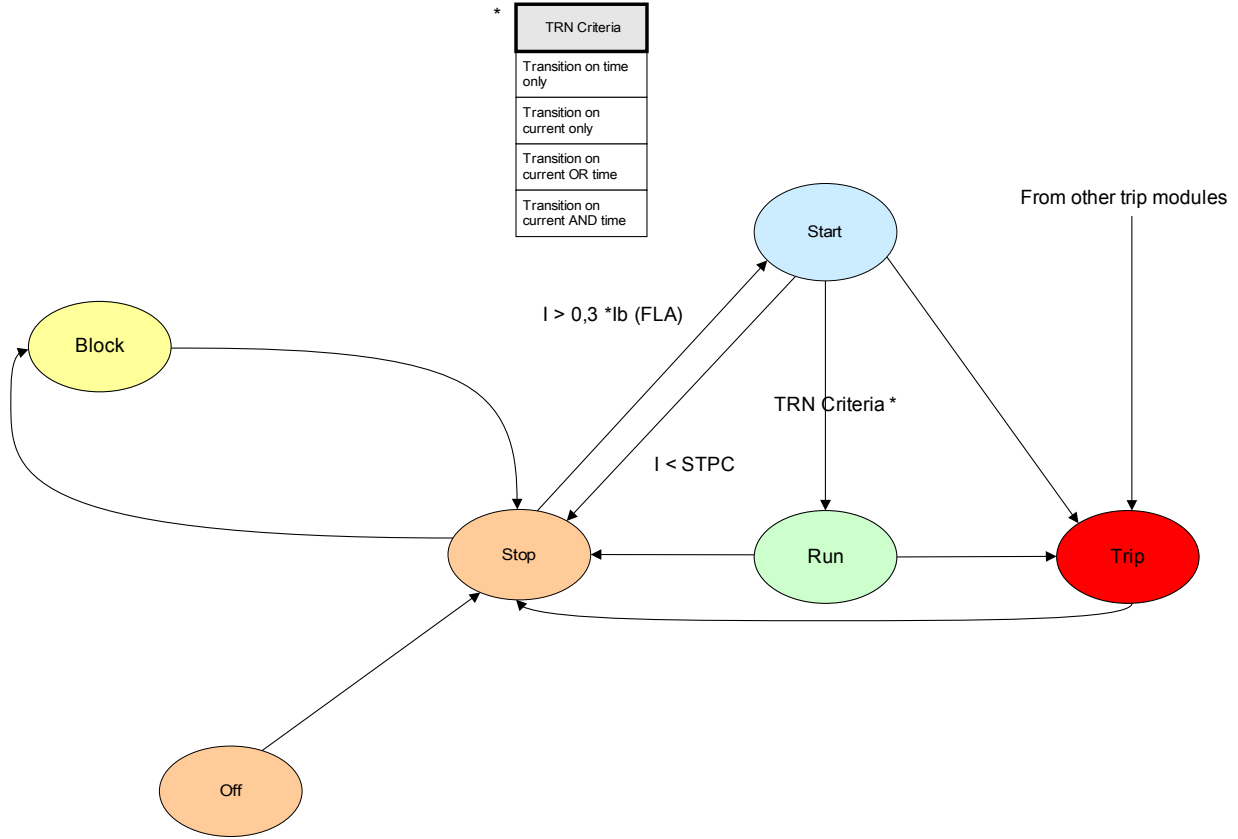 *
TRN Criteria
Transition on time
only
Transition on
current only
Transition on
current OR time
Transition on
current AND time
From other trip modules
Start
I > 0,3 *Ib (FLA)
Block
TRN Criteria *
I < STPC
Stop
Run
Trip
Off